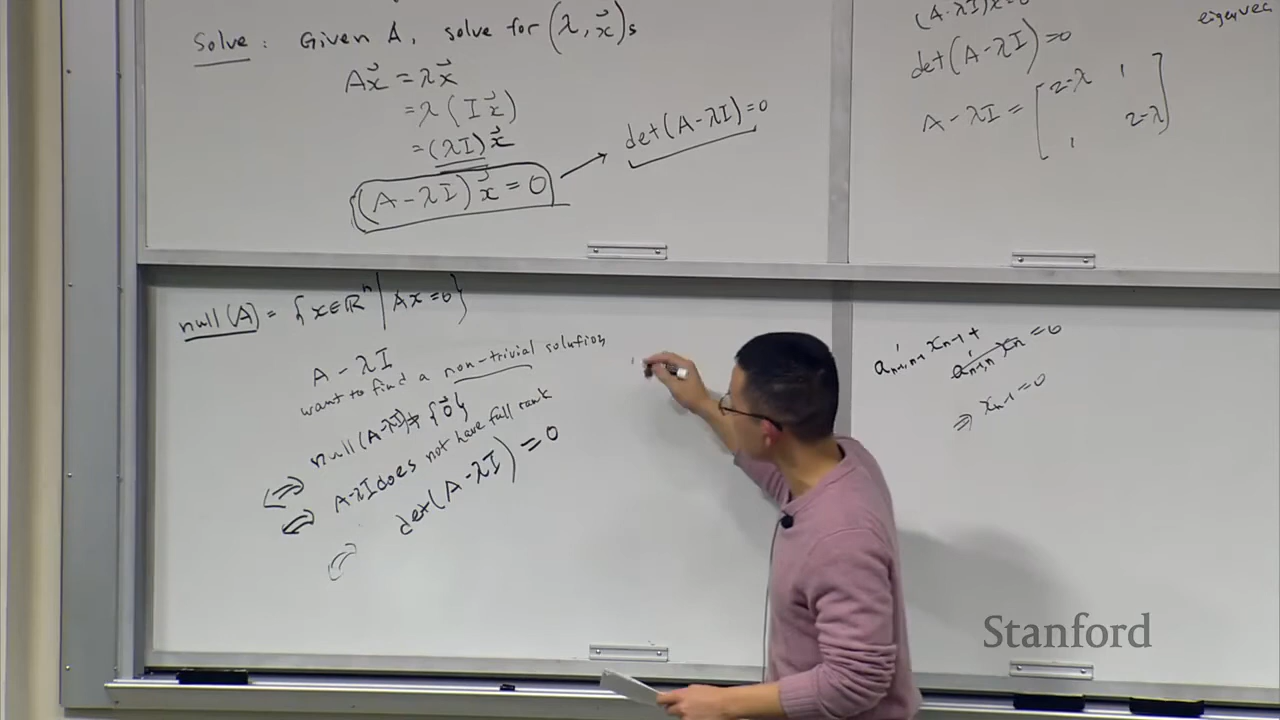 Solve : Given A, solve for (λ, x⃗)s
Ax⃗ = λx⃗
= λ(Ix⃗)
= (λI)x⃗
(A-λI)x⃗ = 0
det(A-λI)=0
(A-λI)x=0
eigenvec
det(A-λI)=0
A-λI = [2-λ 1
1 2-λ]
null(A) = {x∈ℝⁿ | Ax=0}
A-λI
want to find a non-trivial solution
⇔ null(A-λI) ≠ {0⃗}
⇔ A-λI does not have full rank
⇔ det(A-λI) = 0
a'ₙ₋₁,ₙ₋₁ xₙ₋₁ +
a'ₙ₋₁,ₙ xₙ = 0
⇒ xₙ₋₁ = 0
Stanford